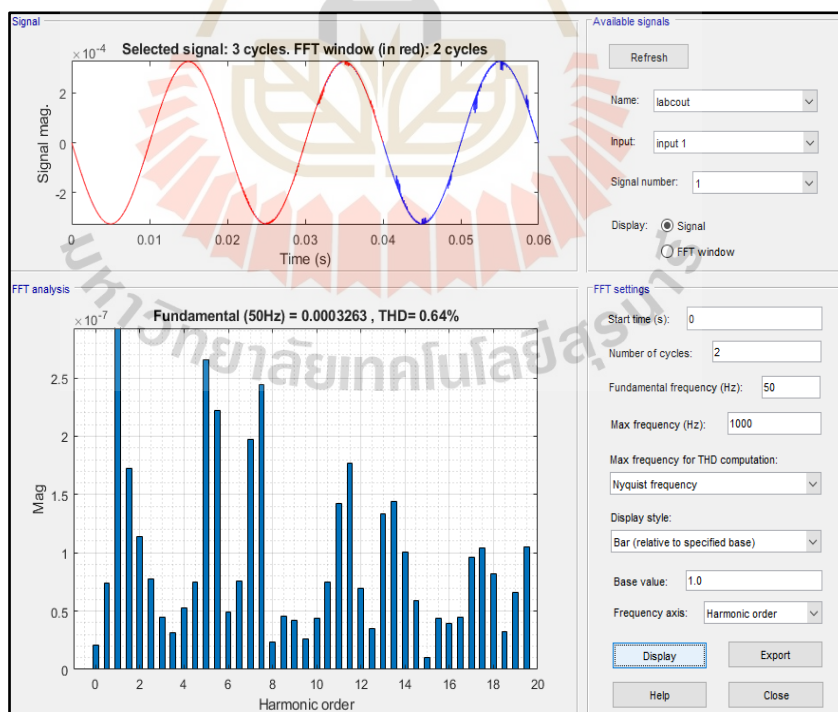 Signal
Selected signal: 3 cycles. FFT window (in red): 2 cycles
×10⁻⁴
2
0
-2
Signal mag.
0
0.01
0.02
0.03
0.04
0.05
0.06
Time (s)
Available signals
Refresh
Name:
labcout
Input:
input 1
Signal number:
1
Display:
Signal
FFT window
มหาวิทยาลัยเทคโนโลยีสุรนารี
FFT analysis
Fundamental (50Hz) = 0.0003263 , THD= 0.64%
×10⁻⁷
2.5
2
1.5
1
0.5
0
Mag
0
2
4
6
8
10
12
14
16
18
20
Harmonic order
FFT settings
Start time (s):
0
Number of cycles:
2
Fundamental frequency (Hz):
50
Max frequency (Hz):
1000
Max frequency for THD computation:
Nyquist frequency
Display style:
Bar (relative to specified base)
Base value:
1.0
Frequency axis:
Harmonic order
Display
Export
Help
Close